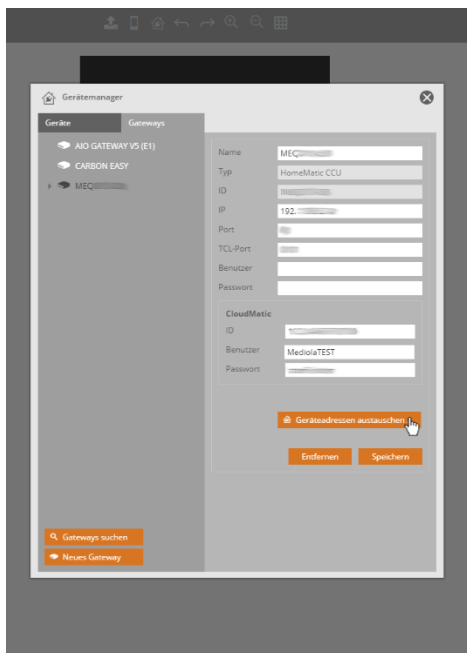 Gerätemanager
Geräte Gateways
AIO GATEWAY V5 (E1)
CARBON EASY
MEQ
Name MEQ
Typ HomeMatic CCU
ID
IP 192.
Port
TCL-Port
Benutzer
Passwort
CloudMatic
ID
Benutzer MediolaTEST
Passwort
Geräteadressen austauschen
Entfernen Speichern
Gateways suchen
Neues Gateway